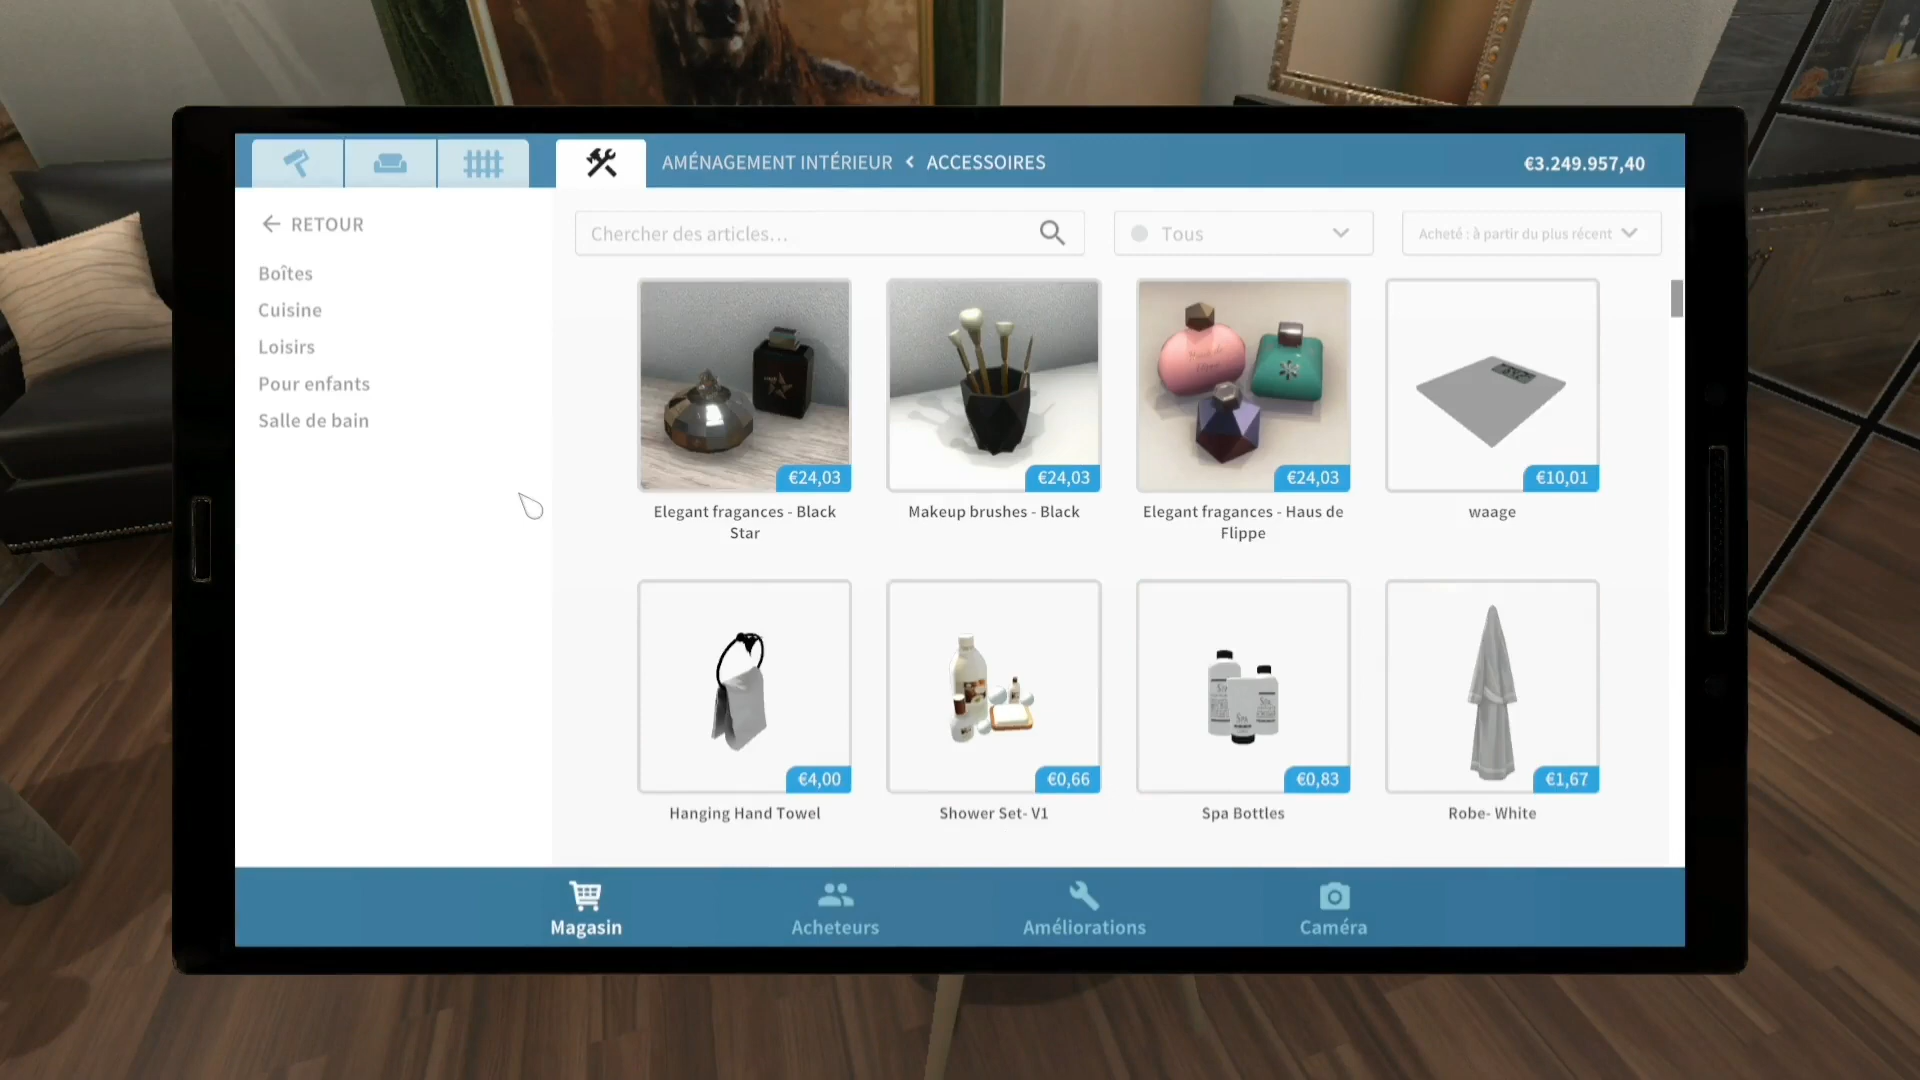 AMÉNAGEMENT INTÉRIEUR < ACCESSOIRES
€3.249.957,40
← RETOUR
Boîtes
Cuisine
Loisirs
Pour enfants
Salle de bain
Chercher des articles...
Tous
Acheté : à partir du plus récent
€24,03
€24,03
€24,03
€10,01
Elegant fragances - Black
Star
Makeup brushes - Black
Elegant fragances - Haus de
Flippe
waage
€4,00
€0,66
€0,83
€1,67
Hanging Hand Towel
Shower Set- V1
Spa Bottles
Robe- White
Magasin
Acheteurs
Améliorations
Caméra